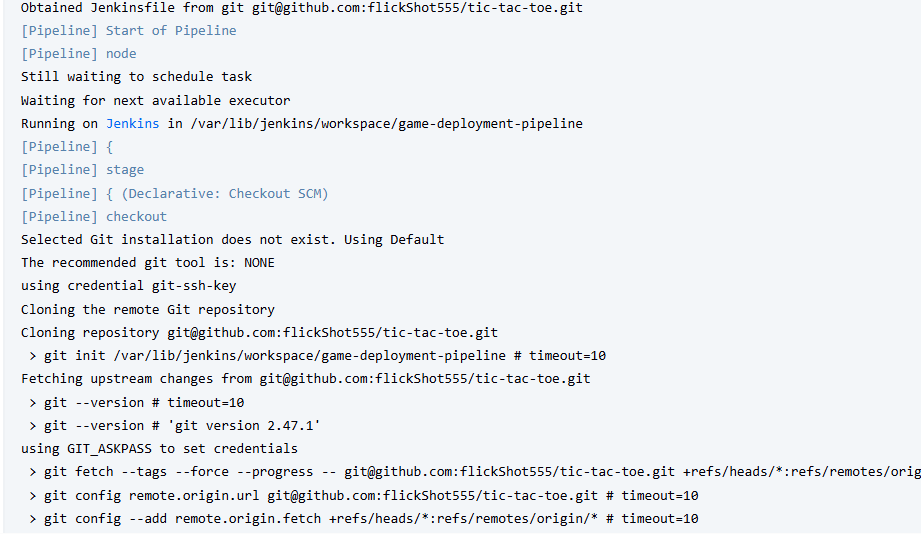 Obtained Jenkinsfile from git git@github.com:flickShot555/tic-tac-toe.git
[Pipeline] Start of Pipeline
[Pipeline] node
Still waiting to schedule task
Waiting for next available executor
Running on Jenkins in /var/lib/jenkins/workspace/game-deployment-pipeline
[Pipeline] {
[Pipeline] stage
[Pipeline] { (Declarative: Checkout SCM)
[Pipeline] checkout
Selected Git installation does not exist. Using Default
The recommended git tool is: NONE
using credential git-ssh-key
Cloning the remote Git repository
Cloning repository git@github.com:flickShot555/tic-tac-toe.git
 > git init /var/lib/jenkins/workspace/game-deployment-pipeline # timeout=10
Fetching upstream changes from git@github.com:flickShot555/tic-tac-toe.git
 > git --version # timeout=10
 > git --version # 'git version 2.47.1'
using GIT_ASKPASS to set credentials
 > git fetch --tags --force --progress -- git@github.com:flickShot555/tic-tac-toe.git +refs/heads/*:refs/remotes/orig
 > git config remote.origin.url git@github.com:flickShot555/tic-tac-toe.git # timeout=10
 > git config --add remote.origin.fetch +refs/heads/*:refs/remotes/origin/* # timeout=10